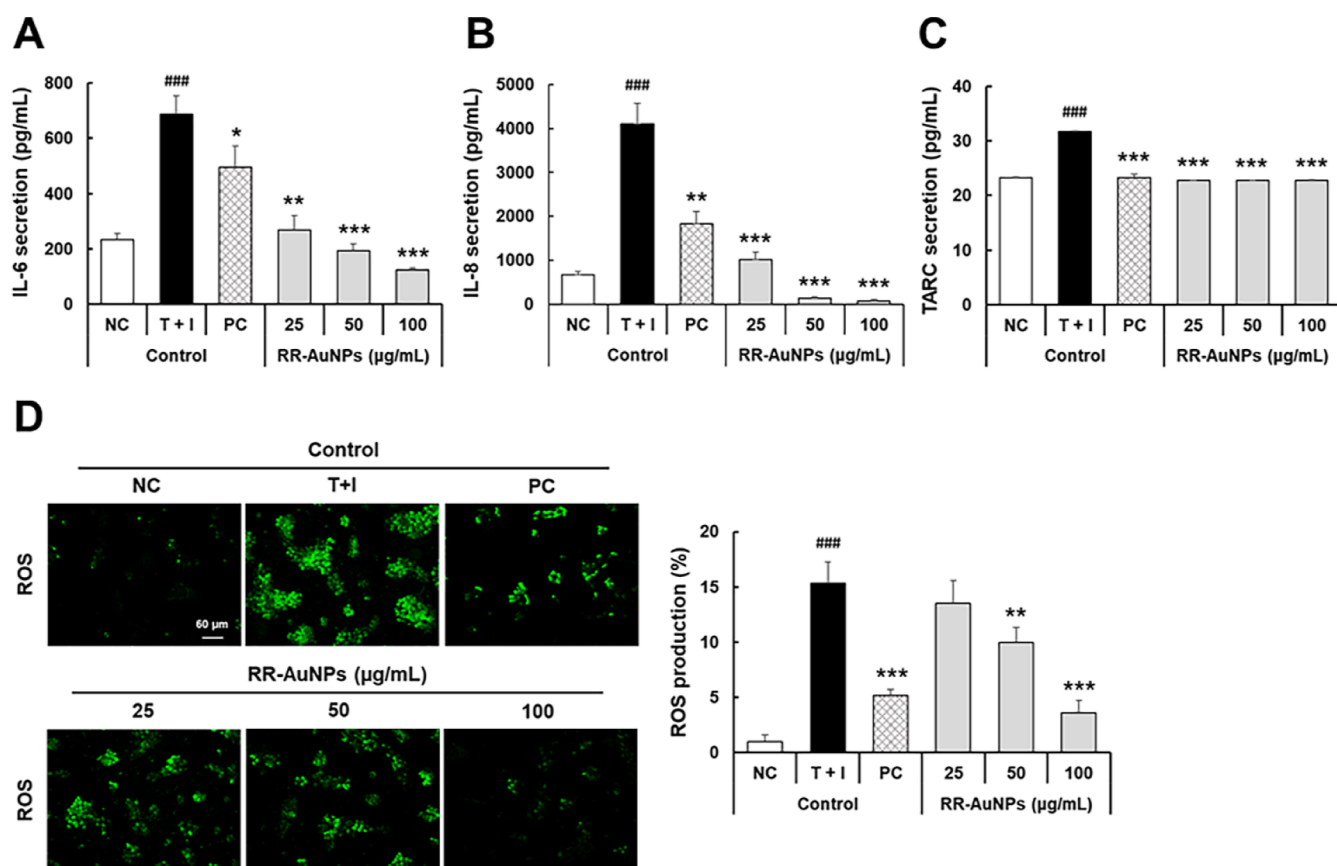 A
IL-6 secretion (pg/mL)
800
600
400
200
0
###
*
**
***
***
NC T + I PC 25 50 100
Control RR-AuNPs (µg/mL)
B
IL-8 secretion (pg/mL)
5000
4000
3000
2000
1000
0
###
**
***
***
***
NC T + I PC 25 50 100
Control RR-AuNPs (µg/mL)
C
TARC secretion (pg/mL)
40
30
20
10
0
###
*** *** *** ***
NC T + I PC 25 50 100
Control RR-AuNPs (µg/mL)
D
Control
NC T+I PC
ROS
60 µm
RR-AuNPs (µg/mL)
25 50 100
ROS
ROS production (%)
20
15
10
5
0
###
***
**
***
NC T + I PC 25 50 100
Control RR-AuNPs (µg/mL)